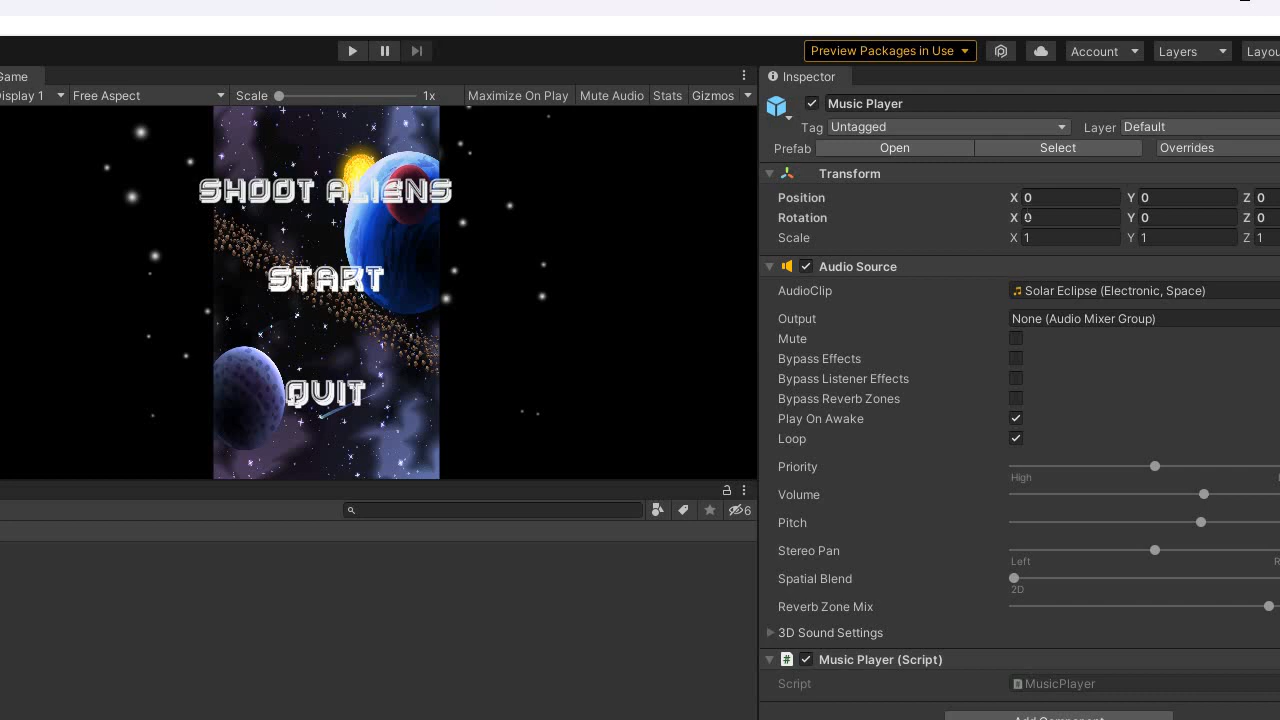 Preview Packages in Use
Account
Layers
Layou
Game
isplay 1
Free Aspect
Scale
1x
Maximize On Play
Mute Audio
Stats
Gizmos
Inspector
Music Player
Tag
Untagged
Layer
Default
Prefab
Open
Select
Overrides
Transform
Position
X 0
Y 0
Z 0
Rotation
X 0
Y 0
Z 0
Scale
X 1
Y 1
Z 1
SHOOT ALIENS
START
QUIT
Audio Source
AudioClip
Solar Eclipse (Electronic, Space)
Output
None (Audio Mixer Group)
Mute
Bypass Effects
Bypass Listener Effects
Bypass Reverb Zones
Play On Awake
Loop
Priority
High
Volume
Pitch
Stereo Pan
Left
R
Spatial Blend
2D
Reverb Zone Mix
3D Sound Settings
6
Music Player (Script)
Script
MusicPlayer
Add Component